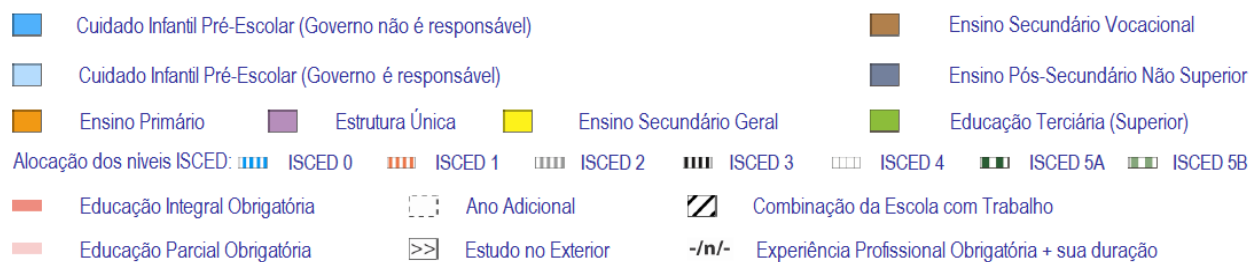 Cuidado Infantil Pré-Escolar (Governo não é responsável) Ensino Secundário Vocacional
Cuidado Infantil Pré-Escolar (Governo é responsável) Ensino Pós-Secundário Não Superior
Ensino Primário Estrutura Única Ensino Secundário Geral Educação Terciária (Superior)
Alocação dos níveis ISCED: ISCED 0 ISCED 1 ISCED 2 ISCED 3 ISCED 4 ISCED 5A ISCED 5B
Educação Integral Obrigatória Ano Adicional Combinação da Escola com Trabalho
Educação Parcial Obrigatória >> Estudo no Exterior -/n/- Experiência Profissional Obrigatória + sua duração